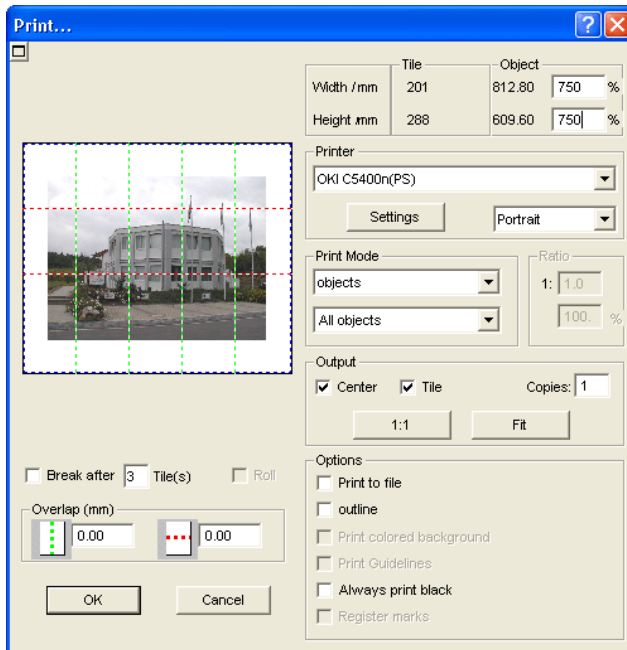 Print...
Tile Object
Width /mm 201 812.80 750 %
Height /mm 288 609.60 750 %
Printer
OKI C5400n(PS)
Settings Portrait
Print Mode Ratio
objects 1: 1.0
All objects 100. %
Output
Center Tile Copies: 1
1:1 Fit
Break after 3 Tile(s) Roll
Overlap (mm)
0.00 0.00
OK Cancel
Options
Print to file
outline
Print colored background
Print Guidelines
Always print black
Register marks